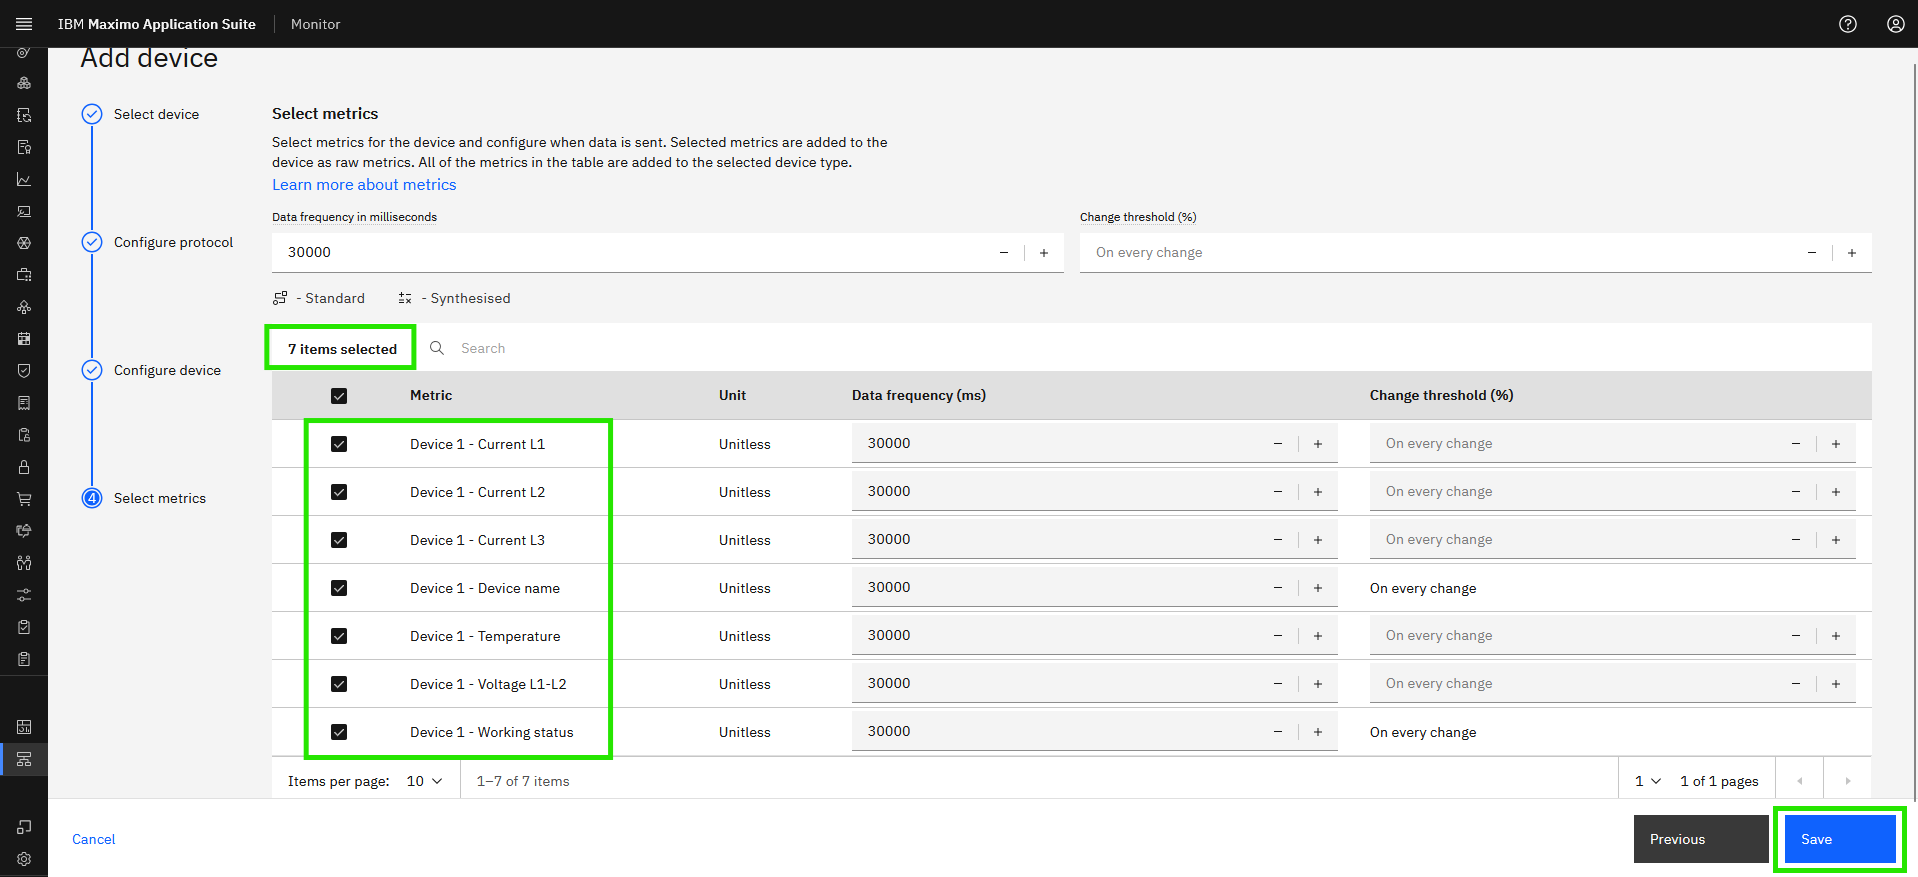 IBM Maximo Application Suite Monitor
Add device
Select device
Configure protocol
Configure device
4 Select metrics
Select metrics
Select metrics for the device and configure when data is sent. Selected metrics are added to the
device as raw metrics. All of the metrics in the table are added to the selected device type.
Learn more about metrics
Data frequency in milliseconds Change threshold (%)
30000 On every change
- Standard - Synthesised
7 items selected Search
Metric Unit Data frequency (ms) Change threshold (%)
Device 1 - Current L1 Unitless 30000 On every change
Device 1 - Current L2 Unitless 30000 On every change
Device 1 - Current L3 Unitless 30000 On every change
Device 1 - Device name Unitless 30000 On every change
Device 1 - Temperature Unitless 30000 On every change
Device 1 - Voltage L1-L2 Unitless 30000 On every change
Device 1 - Working status Unitless 30000 On every change
Items per page: 10 1–7 of 7 items 1 1 of 1 pages
Cancel Previous Save